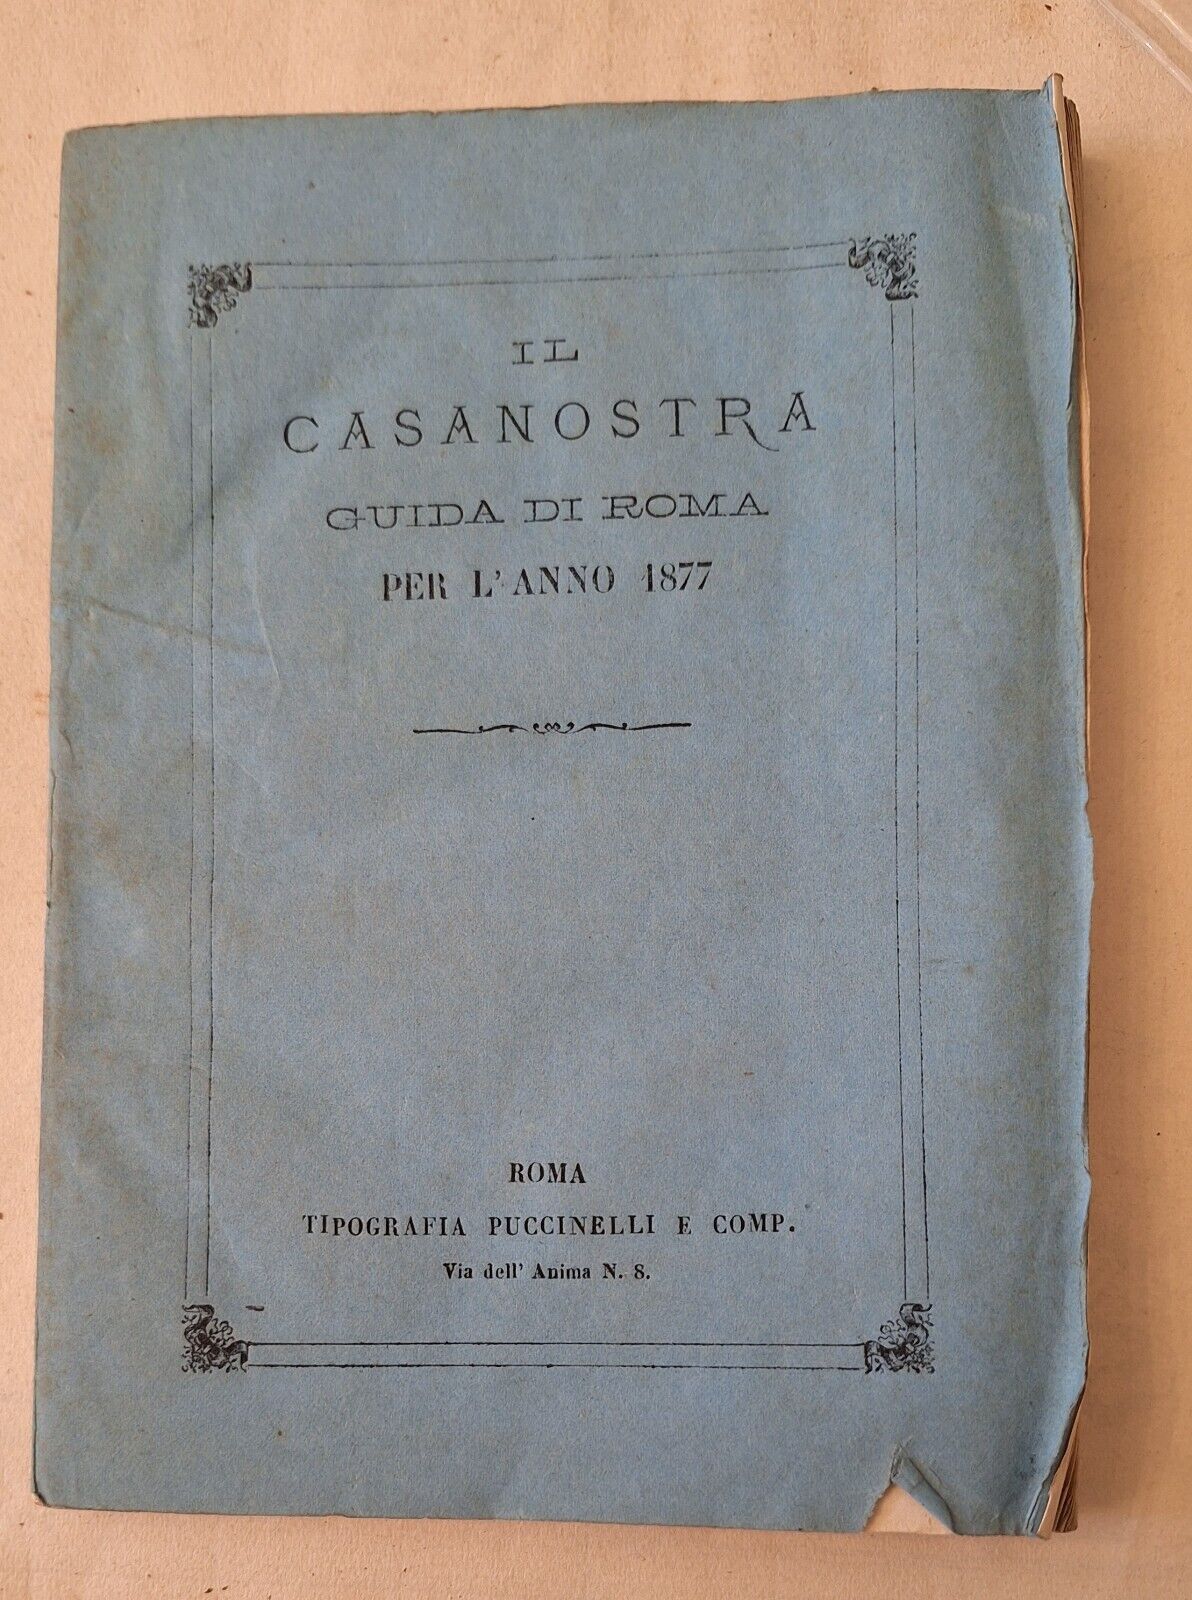 IL
CASANOSTRA
GUIDA DI ROMA
PER L'ANNO 1877
ROMA
TIPOGRAFIA PUCCINELLI E COMP.
Via dell' Anima N. 8.